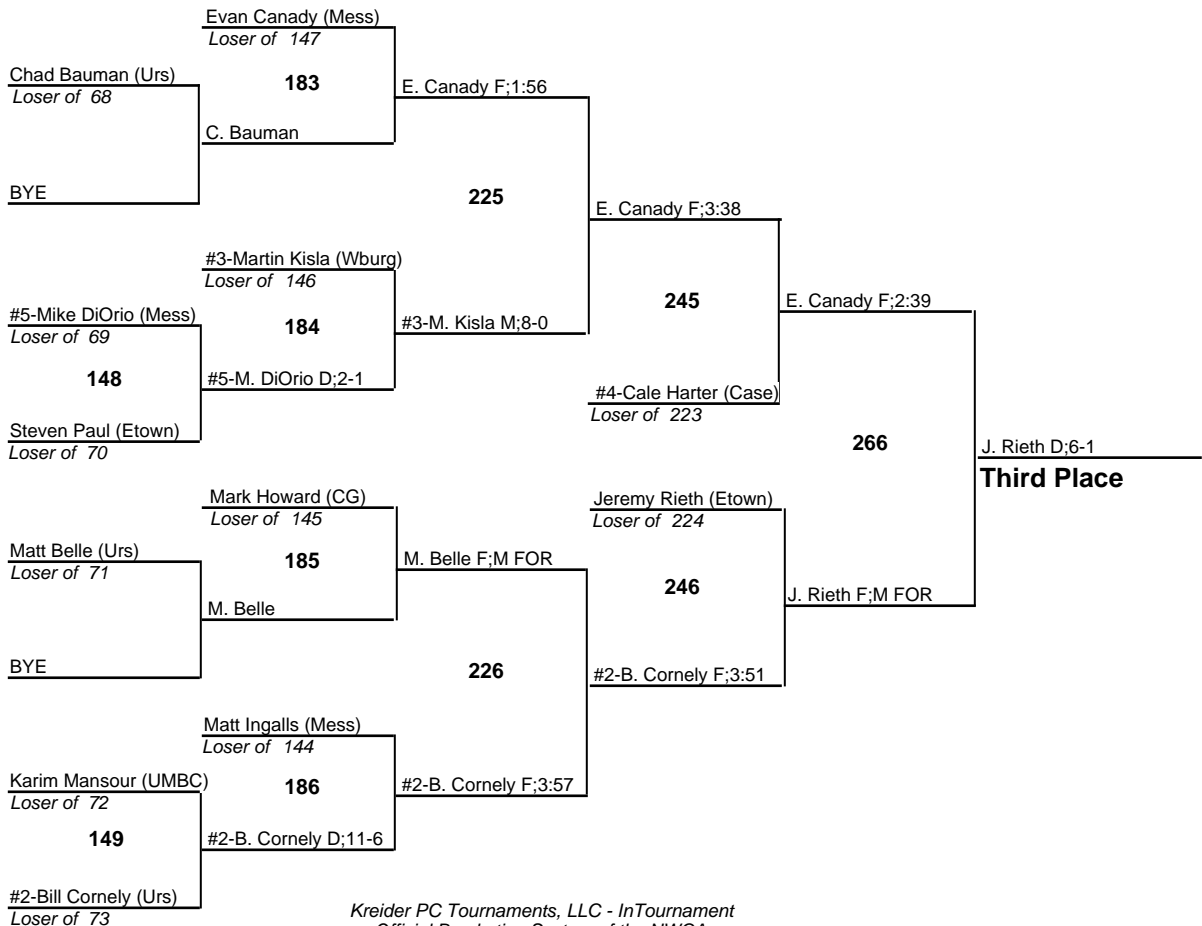 Evan Canady (Mess)
Loser of 147
Chad Bauman (Urs)
Loser of 68
183
E. Canady F;1:56
C. Bauman
BYE
225
E. Canady F;3:38
#3-Martin Kisla (Wburg)
Loser of 146
245
E. Canady F;2:39
#5-Mike DiOrio (Mess)
Loser of 69
184
#3-M. Kisla M;8-0
148
#5-M. DiOrio D;2-1
#4-Cale Harter (Case)
Loser of 223
Steven Paul (Etown)
Loser of 70
266
J. Rieth D;6-1
Third Place
Mark Howard (CG)
Loser of 145
Jeremy Rieth (Etown)
Loser of 224
Matt Belle (Urs)
Loser of 71
185
M. Belle F;M FOR
246
J. Rieth F;M FOR
M. Belle
BYE
226
#2-B. Cornely F;3:51
Matt Ingalls (Mess)
Loser of 144
Karim Mansour (UMBC)
Loser of 72
186
#2-B. Cornely F;3:57
149
#2-B. Cornely D;11-6
#2-Bill Cornely (Urs)
Loser of 73
Kreider PC Tournaments, LLC - InTournament